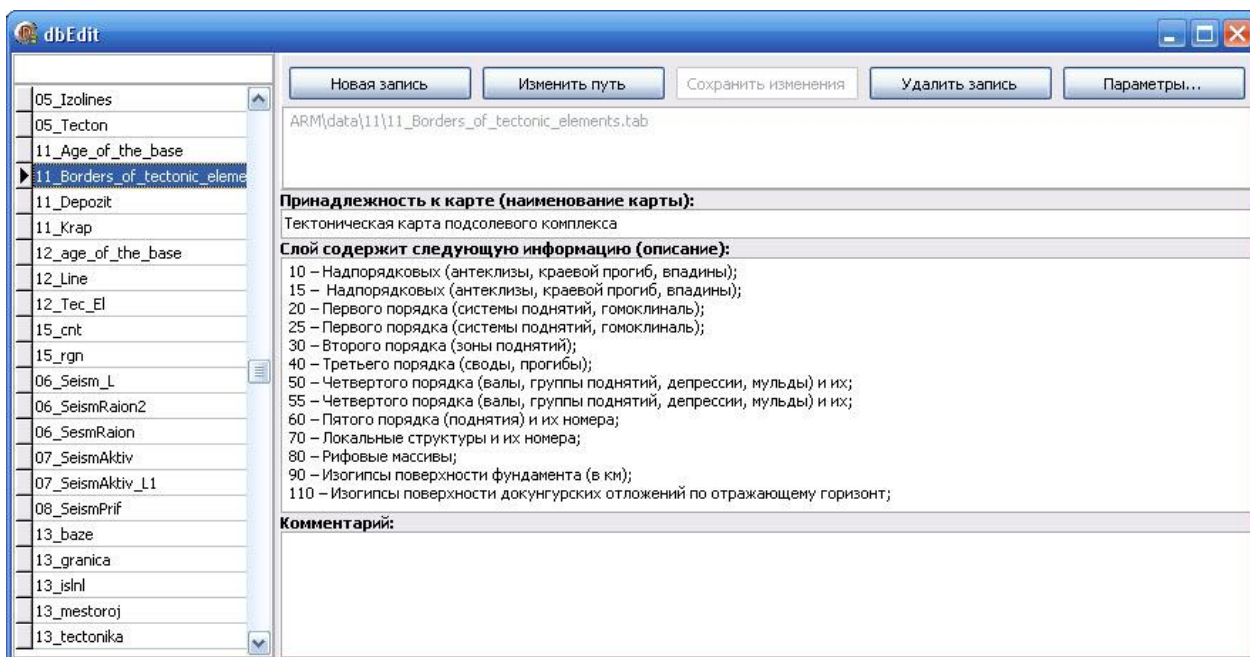 dbEdit
05_Izolines
05_Tecton
11_Age_of_the_base
11_Borders_of_tectonic_eleme
11_Depozit
11_Krap
12_age_of_the_base
12_Line
12_Tec_El
15_cnt
15_rgn
06_Seism_L
06_SeismRaion2
06_SesmRaion
07_SeismAktiv
07_SeismAktiv_L1
08_SeismPrif
13_baze
13_granica
13_islnl
13_mestoroj
13_tectonika
Новая запись
Изменить путь
Сохранить изменения
Удалить запись
Параметры...
ARM\data\11\11_Borders_of_tectonic_elements.tab
Принадлежность к карте (наименование карты):
Тектоническая карта подсолевого комплекса
Слой содержит следующую информацию (описание):
10 – Надпорядковых (антеклизы, краевой прогиб, впадины);
15 – Надпорядковых (антеклизы, краевой прогиб, впадины);
20 – Первого порядка (системы поднятий, гомоклиналь);
25 – Первого порядка (системы поднятий, гомоклиналь);
30 – Второго порядка (зоны поднятий);
40 – Третьего порядка (своды, прогибы);
50 – Четвертого порядка (валы, группы поднятий, депрессии, мульды) и их;
55 – Четвертого порядка (валы, группы поднятий, депрессии, мульды) и их;
60 – Пятого порядка (поднятия) и их номера;
70 – Локальные структуры и их номера;
80 – Рифовые массивы;
90 – Изогипсы поверхности фундамента (в км);
110 – Изогипсы поверхности докунгурских отложений по отражающему горизонт;
Комментарий: